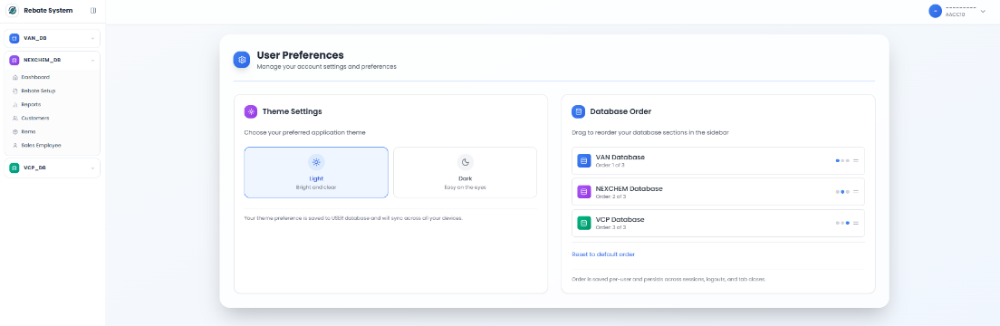 Rebate System
_ _ _ _ _ _ _ _ _
AACC10
VAN_DB
NEXCHEM_DB
Dashboard
Rebate Setup
Reports
Customers
Items
Sales Employee
VCP_DB
User Preferences
Manage your account settings and preferences
Theme Settings
Choose your preferred application theme
Light
Bright and clear
Dark
Easy on the eyes
Your theme preference is saved to USER database and will sync across all your devices.
Database Order
Drag to reorder your database sections in the sidebar
VAN Database
Order: 1 of 3
NEXCHEM Database
Order: 2 of 3
VCP Database
Order: 3 of 3
Reset to default order
Order is saved per-user and persists across sessions, logouts, and tab closes.